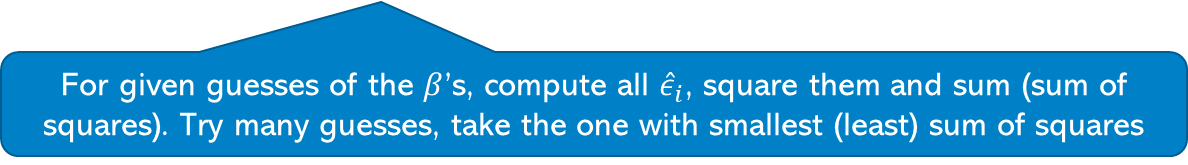 For given guesses of the β's, compute all ϵ̂ᵢ, square them and sum (sum of
squares). Try many guesses, take the one with smallest (least) sum of squares